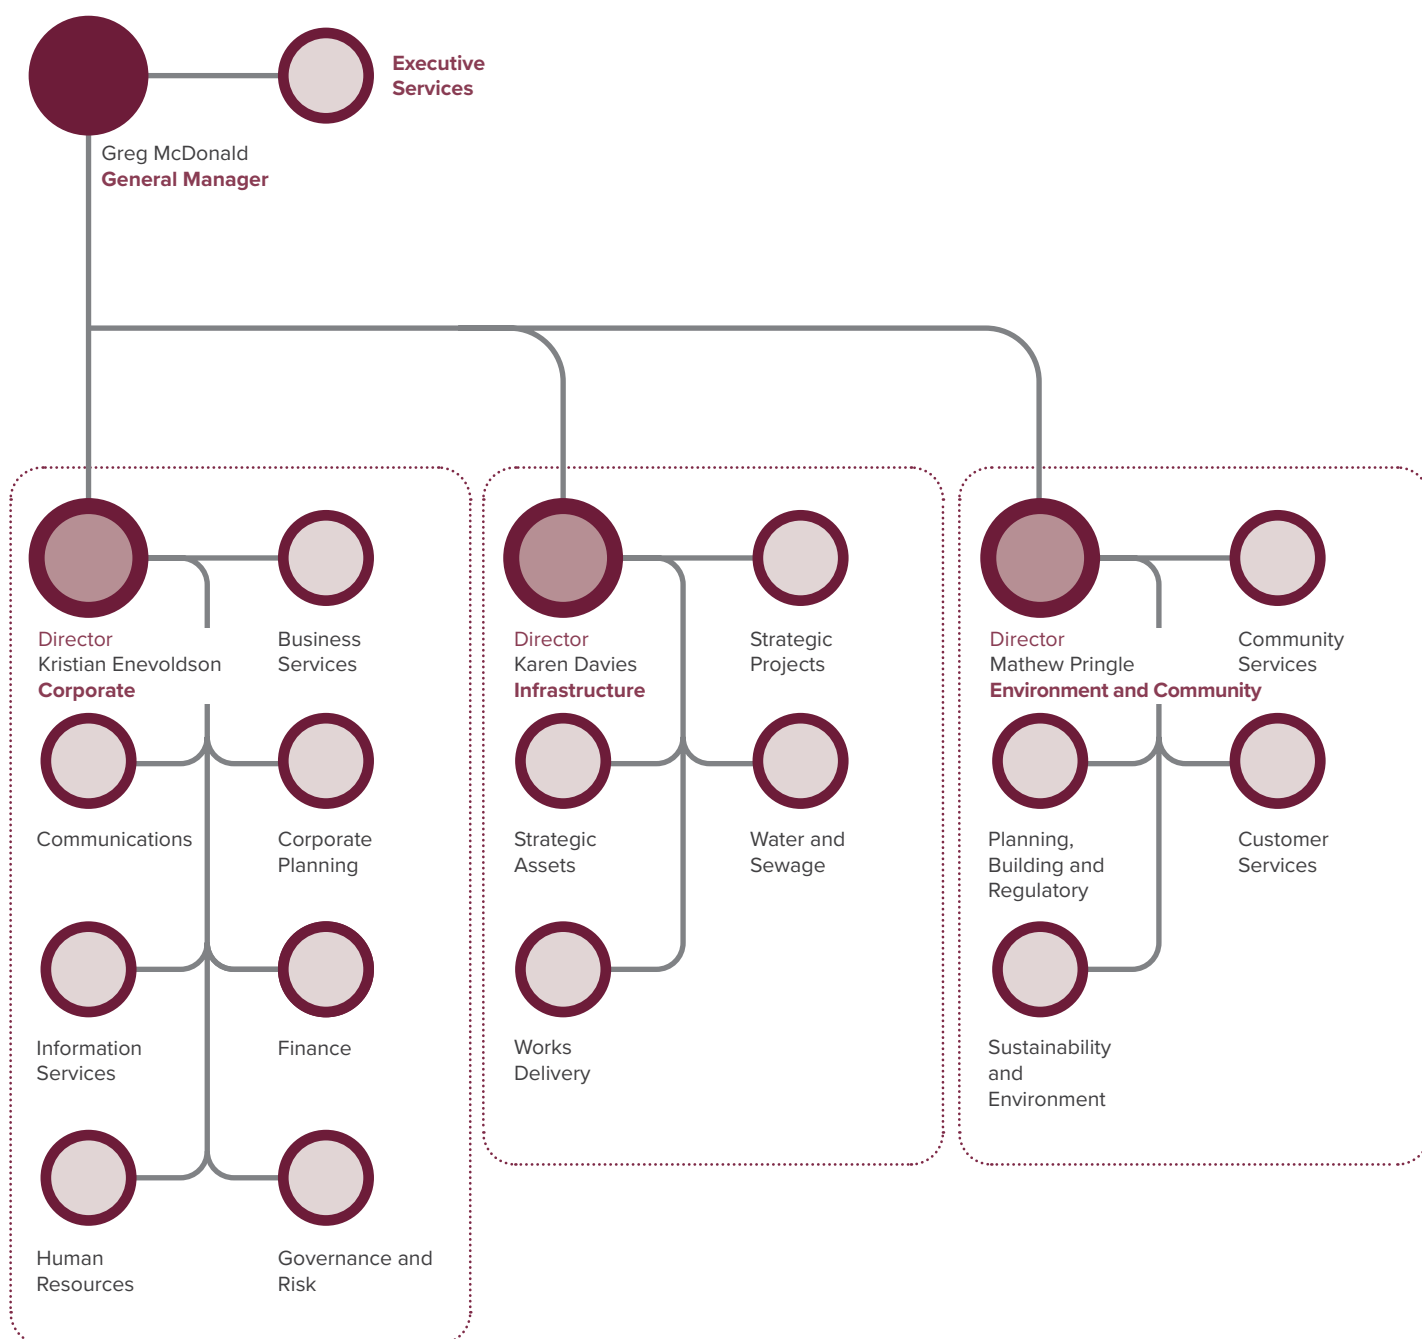 Executive
Services
Greg McDonald
General Manager
Director
Kristian Enevoldson
Corporate
Business
Services
Communications
Corporate
Planning
Information
Services
Finance
Human
Resources
Governance and
Risk
Director
Karen Davies
Infrastructure
Strategic
Projects
Strategic
Assets
Water and
Sewage
Works
Delivery
Director
Mathew Pringle
Environment and Community
Community
Services
Planning,
Building and
Regulatory
Customer
Services
Sustainability
and
Environment